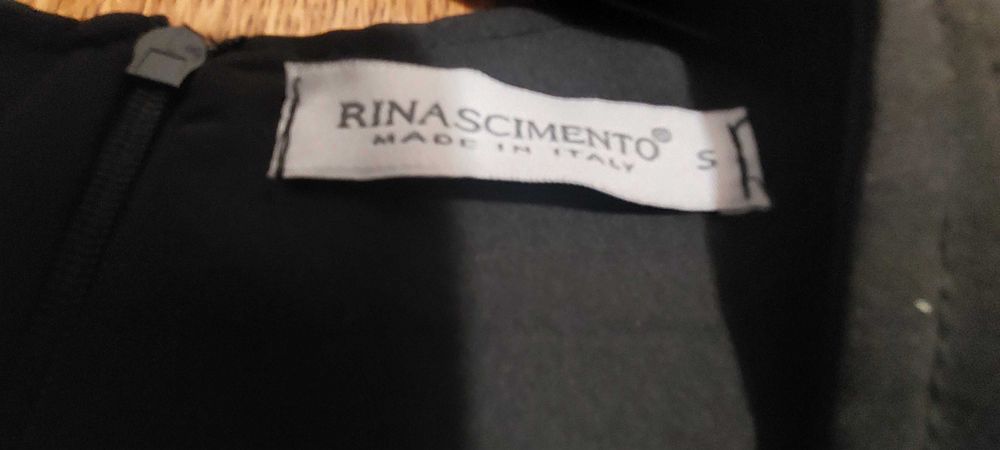 RINASCIMENTO®
MADE IN ITALY
S